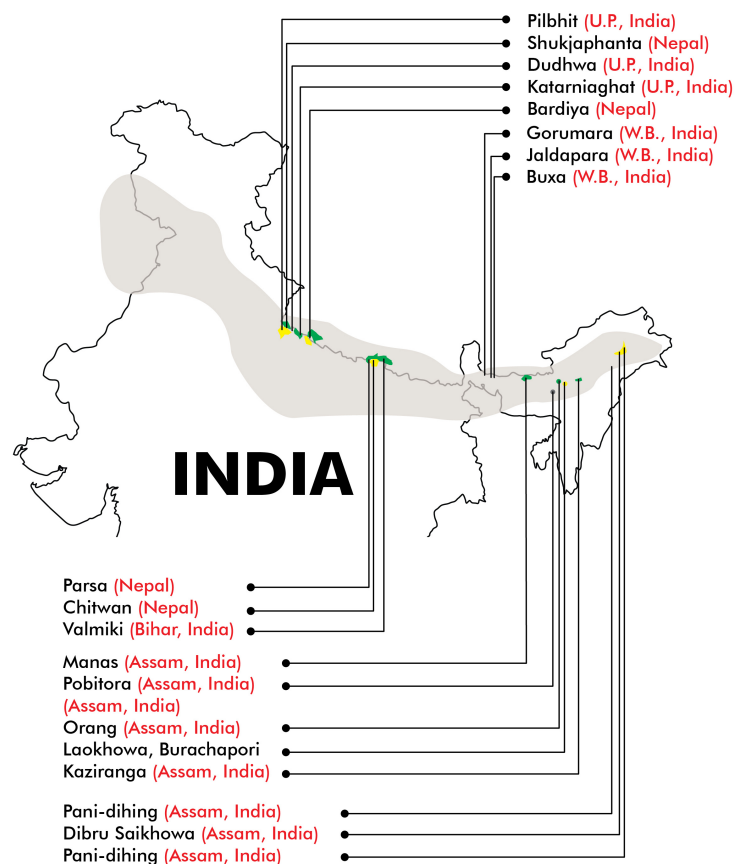 Pilbhit (U.P., India)
Shukjaphanta (Nepal)
Dudhwa (U.P., India)
Katarniaghat (U.P., India)
Bardiya (Nepal)
Gorumara (W.B., India)
Jaldapara (W.B., India)
Buxa (W.B., India)
INDIA
Parsa (Nepal)
Chitwan (Nepal)
Valmiki (Bihar, India)
Manas (Assam, India)
Pobitora (Assam, India)
(Assam, India)
Orang (Assam, India)
Laokhowa, Burachapori
Kaziranga (Assam, India)
Pani-dihing (Assam, India)
Dibru Saikhowa (Assam, India)
Pani-dihing (Assam, India)